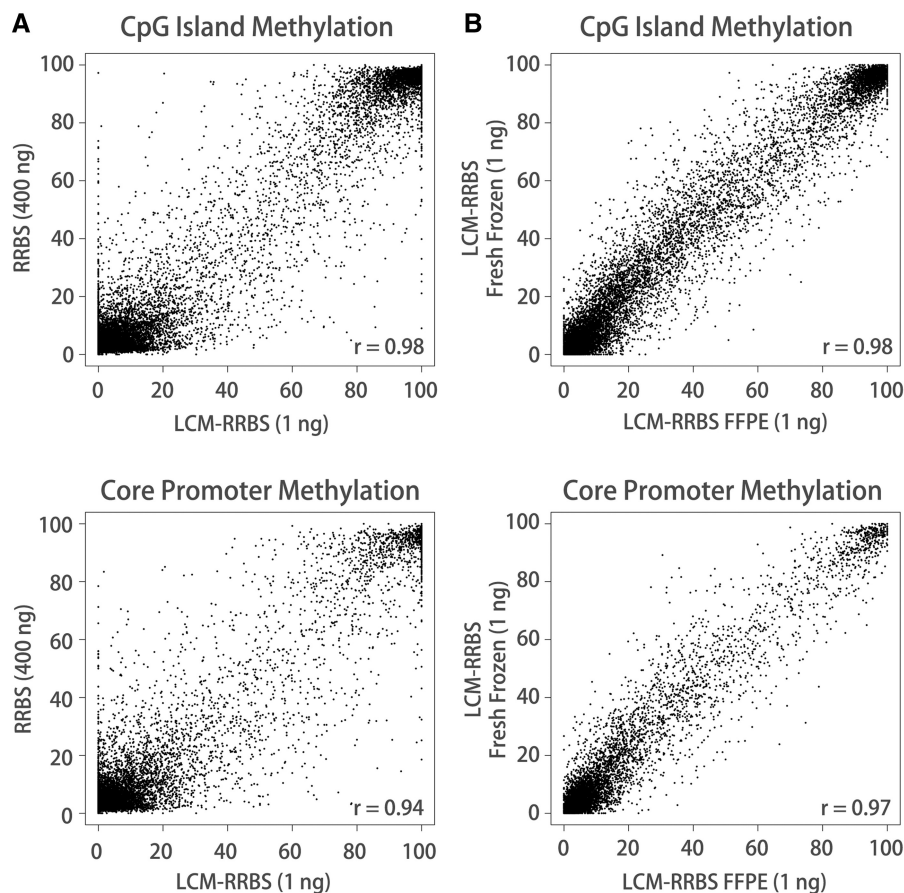 A
CpG Island Methylation
100
80
60
40
20
0
RRBS (400 ng)
r = 0.98
0 20 40 60 80 100
LCM-RRBS (1 ng)
B
CpG Island Methylation
100
80
60
40
20
0
LCM-RRBS
Fresh Frozen (1 ng)
r = 0.98
0 20 40 60 80 100
LCM-RRBS FFPE (1 ng)
Core Promoter Methylation
100
80
60
40
20
0
RRBS (400 ng)
r = 0.94
0 20 40 60 80 100
LCM-RRBS (1 ng)
Core Promoter Methylation
100
80
60
40
20
0
LCM-RRBS
Fresh Frozen (1 ng)
r = 0.97
0 20 40 60 80 100
LCM-RRBS FFPE (1 ng)